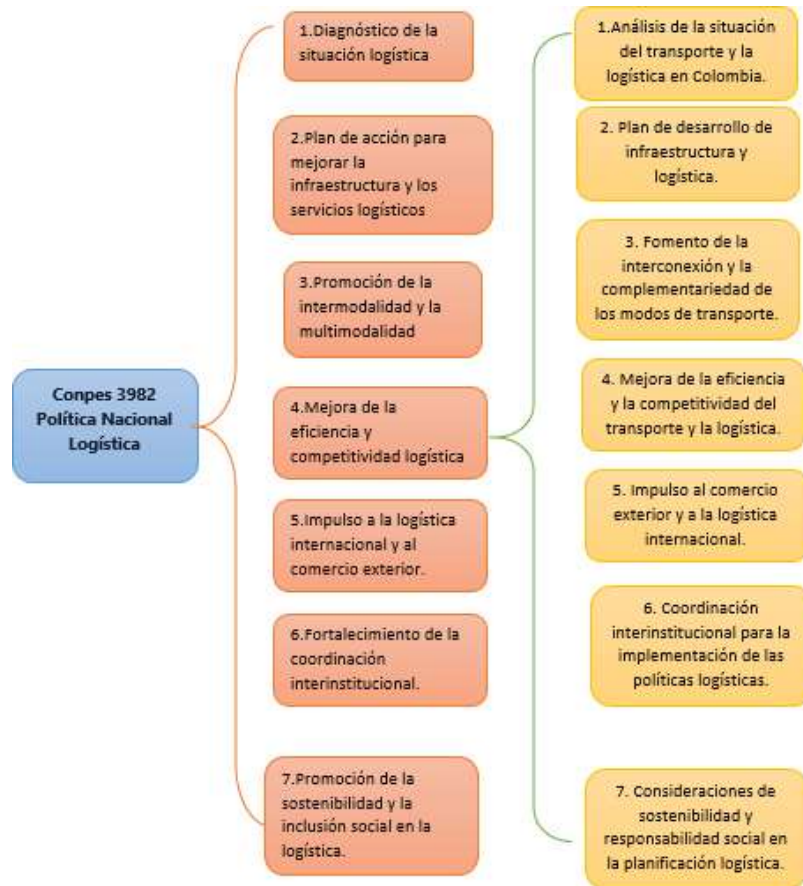 Conpes 3982
Política Nacional
Logística
1.Diagnóstico de la
situación logística
2.Plan de acción para
mejorar la
infraestructura y los
servicios logísticos
3.Promoción de la
intermodalidad y la
multimodalidad
4.Mejora de la
eficiencia y
competitividad logística
5.Impulso a la logística
internacional y al
comercio exterior.
6.Fortalecimiento de la
coordinación
interinstitucional.
7.Promoción de la
sostenibilidad y la
inclusión social en la
logística.
1.Análisis de la situación
del transporte y la
logística en Colombia.
2. Plan de desarrollo de
infraestructura y
logística.
3. Fomento de la
interconexión y la
complementariedad de
los modos de transporte.
4. Mejora de la eficiencia
y la competitividad del
transporte y la logística.
5. Impulso al comercio
exterior y a la logística
internacional.
6. Coordinación
interinstitucional para la
implementación de las
políticas logísticas.
7. Consideraciones de
sostenibilidad y
responsabilidad social en
la planificación logística.